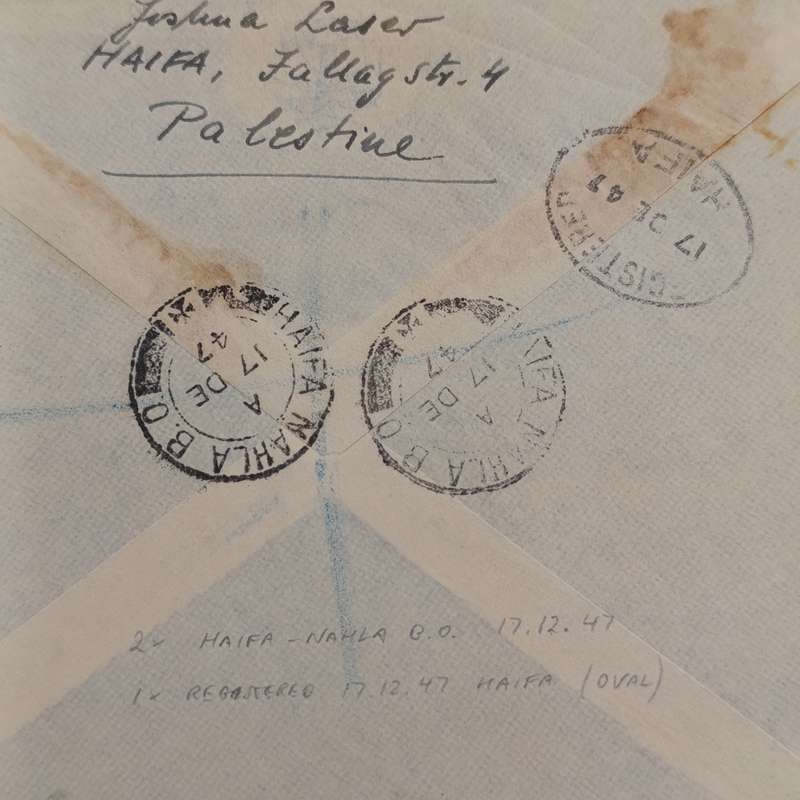 Joshua Laser
HAIFA, Jallagstr. 4
Palestine
REGISTERED
17 DE 47
HAIFA
HAIFA NAHLA B.O
17
A DE
47
HAIFA NAHLA B.O
17
A DE
47
2x HAIFA - NAHLA B.O. 17.12.47
1x REGISTERED 17.12.47 HAIFA (OVAL)